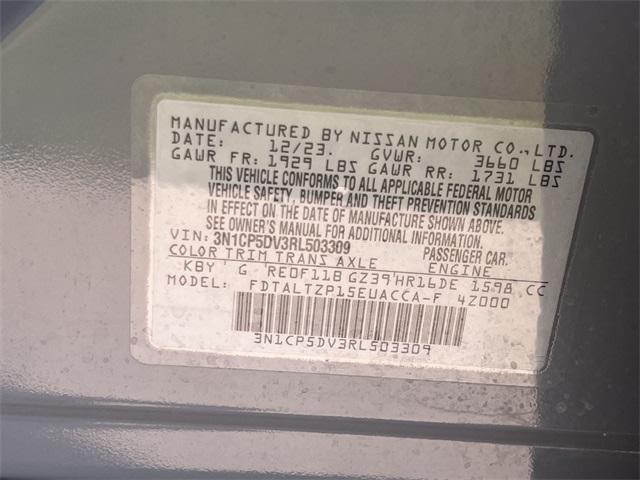 MANUFACTURED BY NISSAN MOTOR CO., LTD.
DATE: 12/23. GVWR: 3660 LBS
GAWR FR: 1929 LBS GAWR RR: 1731 LBS
THIS VEHICLE CONFORMS TO ALL APPLICABLE FEDERAL MOTOR
VEHICLE SAFETY, BUMPER AND THEFT PREVENTION STANDARDS
IN EFFECT ON THE DATE OF MANUFACTURE SHOWN ABOVE.
SEE OWNER'S MANUAL FOR ADDITIONAL INFORMATION.
VIN: 3N1CP5DV3RL503309 PASSENGER CAR.
COLOR TRIM TRANS AXLE ENGINE
KBY G RE0F11B GZ39 HR16DE 1598 CC
MODEL: FDTALTZP15EUACCA-F 4Z000
3N1CP5DV3RL503309